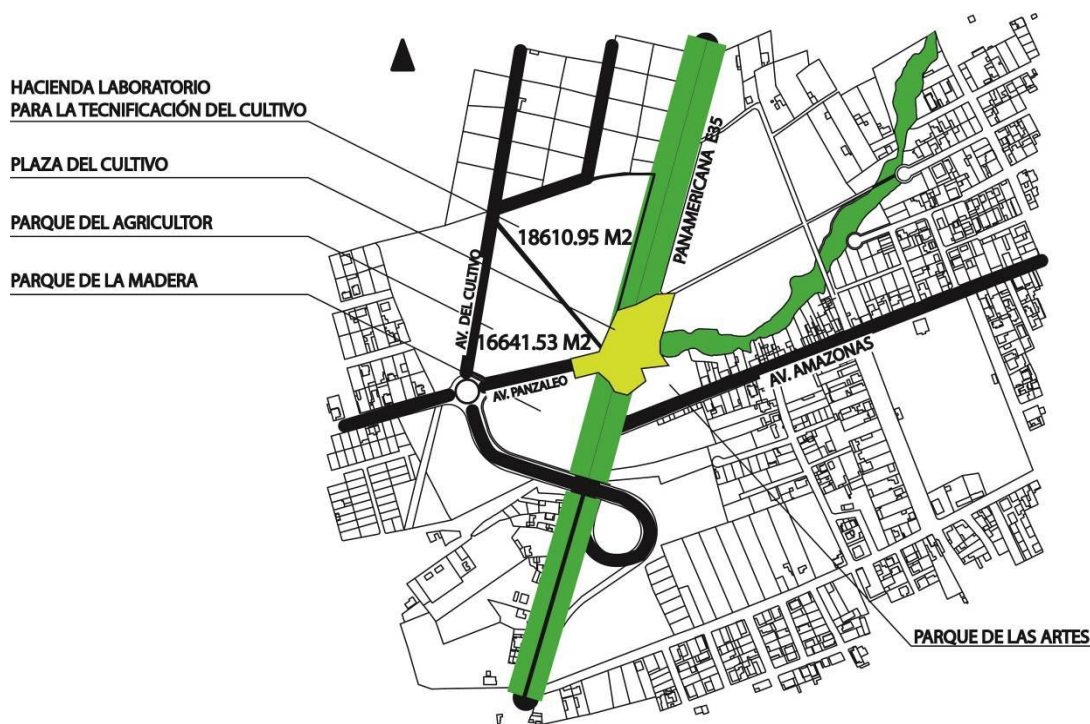 HACIENDA LABORATORIO
PARA LA TECNIFICACIÓN DEL CULTIVO
PLAZA DEL CULTIVO
PARQUE DEL AGRICULTOR
PARQUE DE LA MADERA
18610.95 M2
16641.53 M2
AV. DEL CULTIVO
AV. PANZALEO
PANAMERICANA E35
AV. AMAZONAS
PARQUE DE LAS ARTES